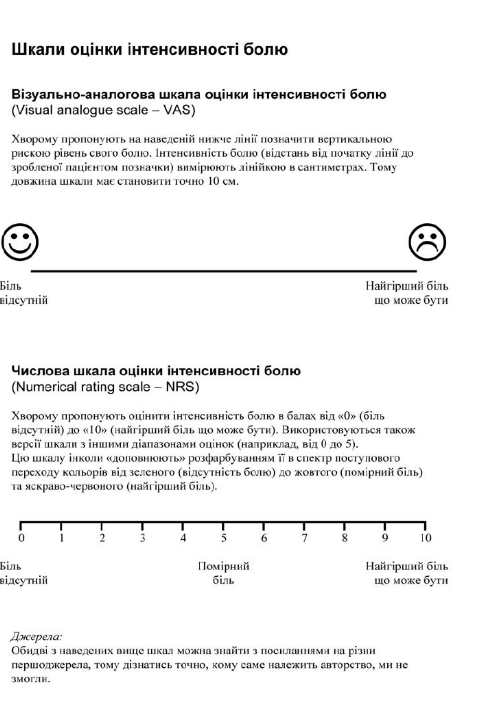 Шкали оцінки інтенсивності болю
Візуально-аналогова шкала оцінки інтенсивності болю
(Visual analogue scale – VAS)
Хворому пропонують на наведеній нижче лінії позначити вертикальною
рискою рівень свого болю. Інтенсивність болю (відстань від початку лінії до
зробленої пацієнтом позначки) вимірюють лінійкою в сантиметрах. Тому
довжина шкали має становити точно 10 см.
Біль Найгірший біль
відсутній що може бути
Числова шкала оцінки інтенсивності болю
(Numerical rating scale – NRS)
Хворому пропонують оцінити інтенсивність болю в балах від «0» (біль
відсутній) до «10» (найгірший біль що може бути). Використовуються також
версії шкали з іншими діапазонами оцінок (наприклад, від 0 до 5).
Цю шкалу інколи «доповнюють» розфарбуванням її в спектр поступового
переходу кольорів від зеленого (відсутність болю) до жовтого (помірний біль)
та яскраво-червоного (найгірший біль).
0 1 2 3 4 5 6 7 8 9 10
Біль Помірний Найгірший біль
відсутній біль що може бути
Джерела:
Обидві з наведених вище шкал можна знайти з посиланнями на різни
першоджерела, тому дізнатись точно, кому саме належить авторство, ми не
змогли.